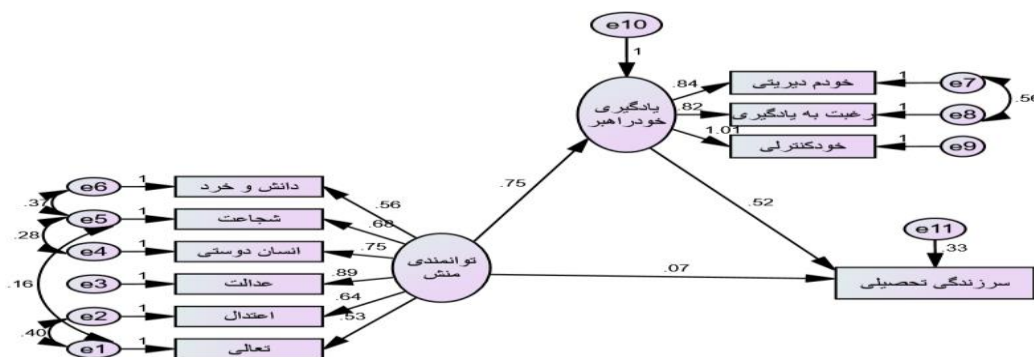 e10
1
یادگیری
خودراهبر
.84
خودم دیریتی
1
e7
.82
رغبت به یادگیری
1
e8
.56
1.01
خودکنترلی
1
e9
.75
.52
e6
1
دانش و خرد
.56
.37
e5
1
شجاعت
.68
.28
e4
1
انسان دوستی
.75
توانمندی
منش
e3
1
عدالت
.89
.16
e2
1
اعتدال
.64
.40
e1
1
تعالی
.53
.07
e11
.33
سرزندگی تحصیلی